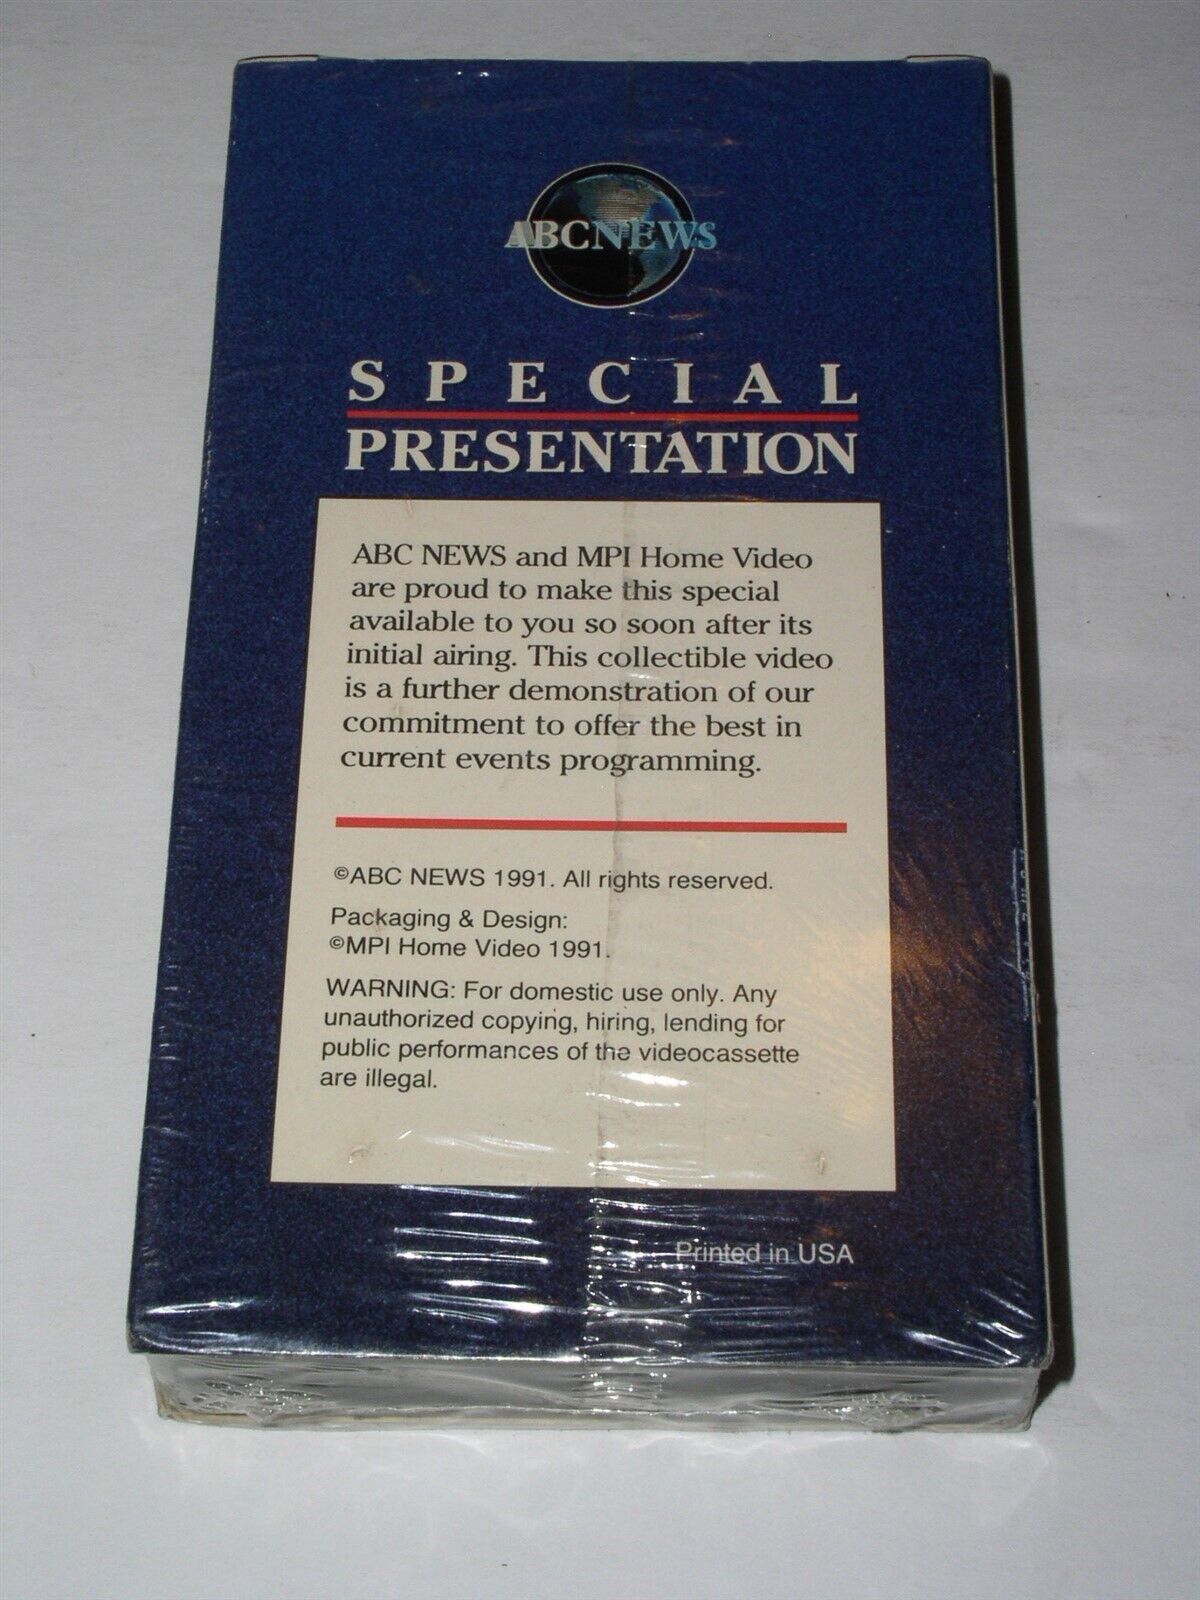 ABCNEWS
SPECIAL
PRESENTATION
ABC NEWS and MPI Home Video
are proud to make this special
available to you so soon after its
initial airing. This collectible video
is a further demonstration of our
commitment to offer the best in
current events programming.
©ABC NEWS 1991. All rights reserved.
Packaging & Design:
©MPI Home Video 1991.
WARNING: For domestic use only. Any
unauthorized copying, hiring, lending for
public performances of the videocassette
are illegal.
Printed in USA